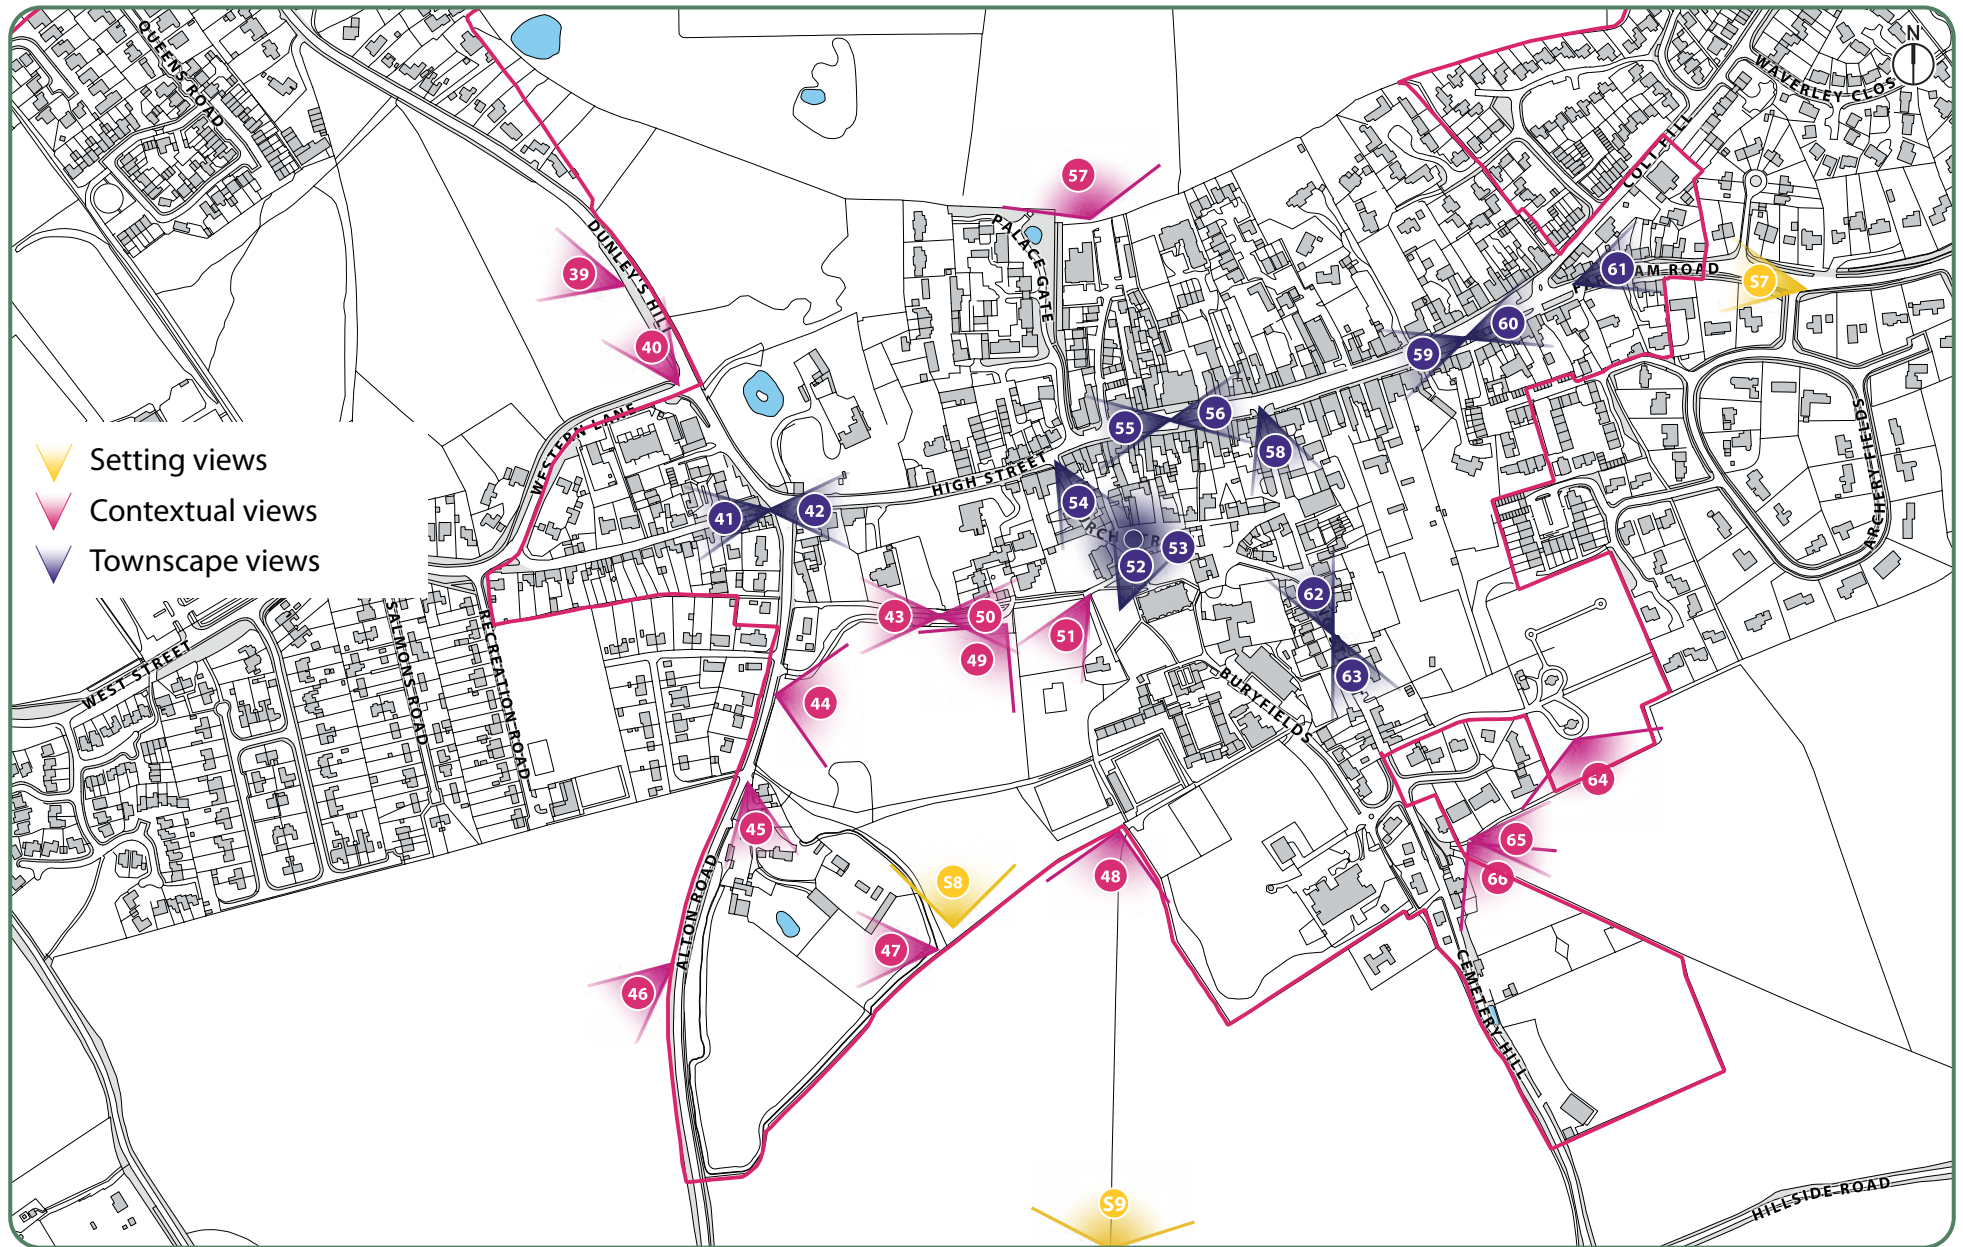 QUEENS ROAD
N
WAVERLEY CLOS
COLT HILL
57
PALACE GATE
DUNLEY'S HILL
39
61
AM ROAD
S7
40
60
59
WESTERN LANE
55
56
58
ARCHERY FIELDS
Setting views
Contextual views
Townscape views
HIGH STREET
54
41
42
53
52
62
43
50
51
49
WEST STREET
SALMONS ROAD
RECREATION ROAD
44
BURYFIELDS
63
64
45
65
66
S8
48
ALTON ROAD
47
46
CEMETERY HILL
S9
HILLSIDE ROAD